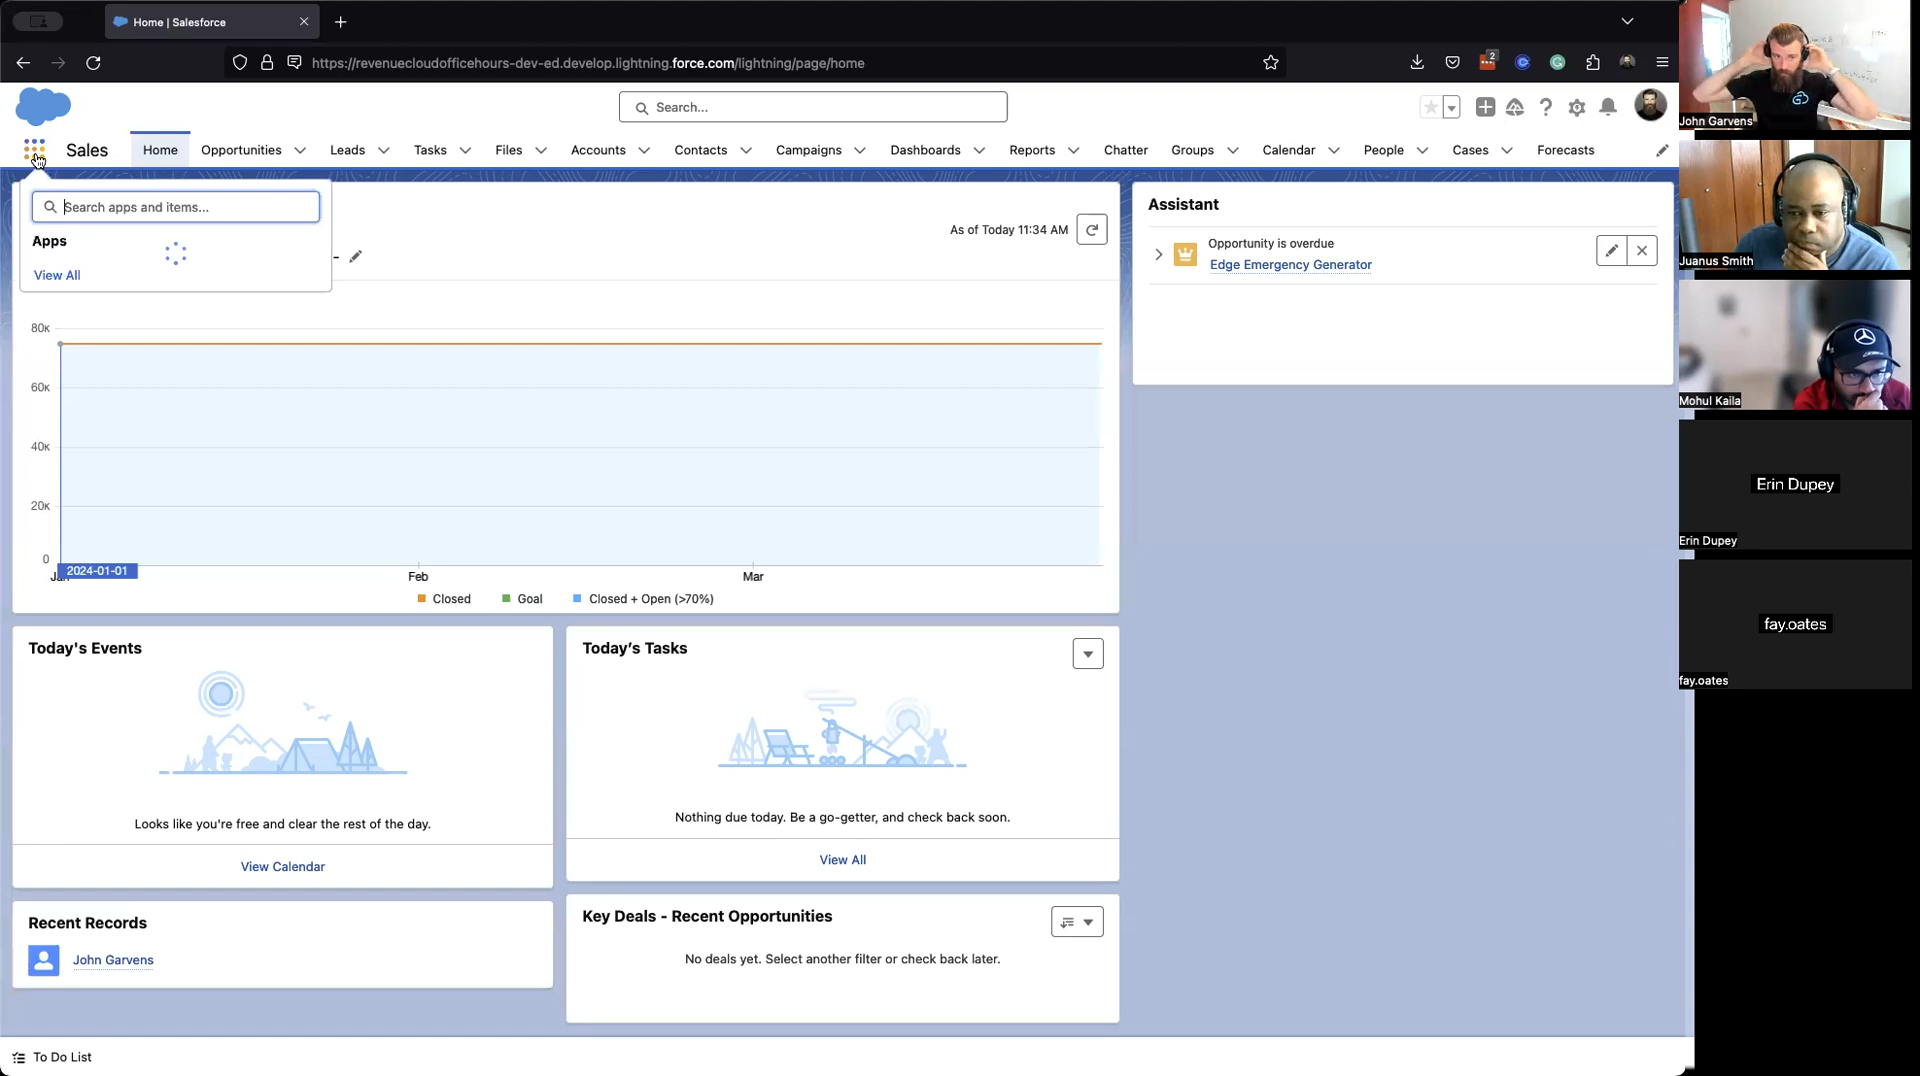 Home | Salesforce
https://revenuecloudofficehours-dev-ed.develop.lightning.force.com/lightning/page/home
2
Search...
Sales
Home
Opportunities
Leads
Tasks
Files
Accounts
Contacts
Campaigns
Dashboards
Reports
Chatter
Groups
Calendar
People
Cases
Forecasts
Search apps and items...
Apps
View All
As of Today 11:34 AM
80K
60K
40K
20K
0
2024-01-01
Feb
Mar
Closed
Goal
Closed + Open (>70%)
Assistant
Opportunity is overdue
Edge Emergency Generator
Today's Events
Looks like you're free and clear the rest of the day.
View Calendar
Today's Tasks
Nothing due today. Be a go-getter, and check back soon.
View All
Recent Records
John Garvens
Key Deals - Recent Opportunities
No deals yet. Select another filter or check back later.
To Do List
John Garvens
Juanus Smith
Mohul Kaila
Erin Dupey
Erin Dupey
fay.oates
fay.oates